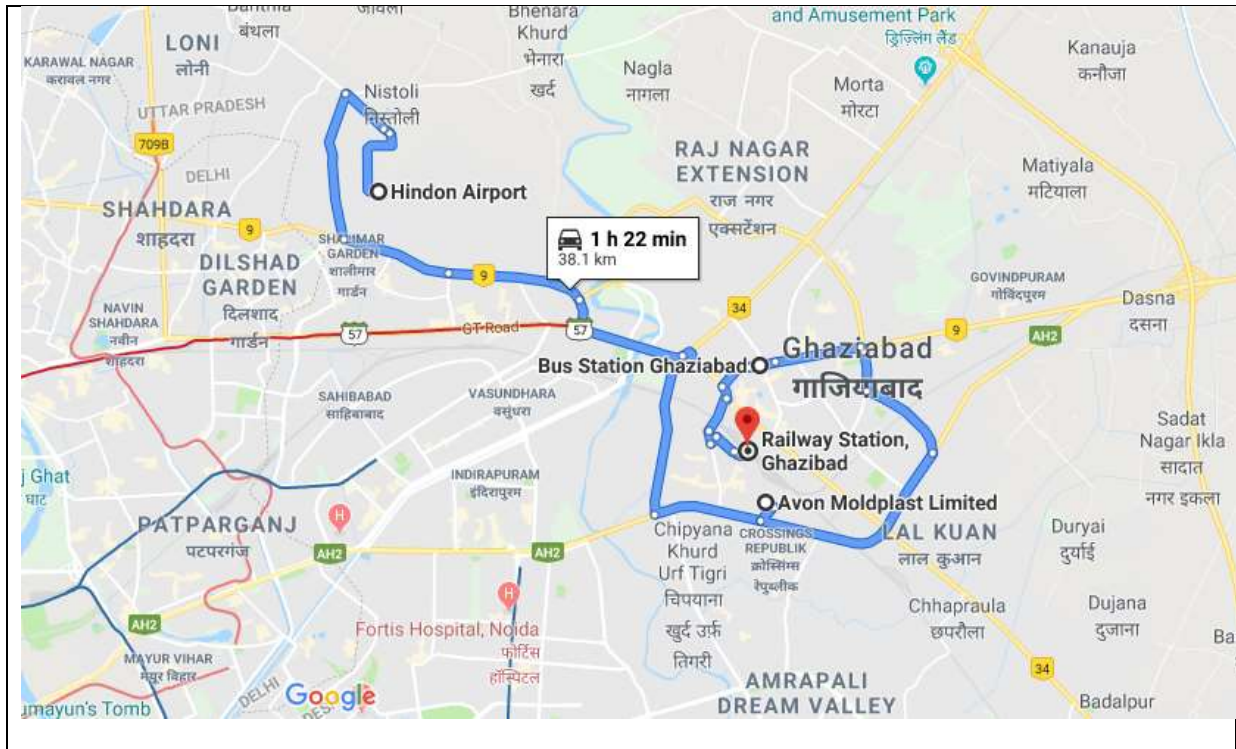 and Amusement Park
ड्रिज़्लिंग लैंड
बंथला
जावली
Bhenara
Khurd
भेनारा
खर्द
LONI
लोनी
KARAWAL NAGAR
करावल नगर
Kanauja
कनौजा
Nagla
नागला
Morta
मोरटा
Nistoli
निस्तोली
UTTAR PRADESH
709B
DELHI
RAJ NAGAR
EXTENSION
राज नगर
एक्सटेंशन
Matiyala
मटियाला
Hindon Airport
SHAHDARA
शाहदरा
9
1 h 22 min
38.1 km
SHALIMAR
GARDEN
शालीमार
गार्डन
DILSHAD
GARDEN
दिलशाद
गार्डन
9
GOVINDPURAM
गोविंदपुरम
Dasna
दसना
NAVIN
SHAHDARA
नवीन
शाहदरा
34
57
GT Road
57
9
AH2
Bus Station Ghaziabad
Ghaziabad
गाजियाबाद
SAHIBABAD
साहिबाबाद
VASUNDHARA
वसुंधरा
Sadat
Nagar Ikla
सादात
नगर इकला
Railway Station,
Ghazibad
j Ghat
घाट
INDIRAPURAM
इंदिरापुरम
Avon Moldplast Limited
PATPARGANJ
पटपरगंज
H
AH2
AH2
Chipyana
Khurd
Urf Tigri
चिपयाना
खुर्द उर्फ़
तिगरी
CROSSINGS
REPUBLIK
क्रॉस्सिंग्स
रेपुब्लीक
LAL KUAN
लाल कुआन
Duryai
दुर्याई
H
AH2
Fortis Hospital, Noida
फोर्टिस
हॉस्पिटल
Chhapraula
छपरौला
Dujana
दुजाना
Ba
MAYUR VIHAR
मयूर विहार
DELHI
34
AMRAPALI
DREAM VALLEY
Badalpur
Google
umayun's Tomb